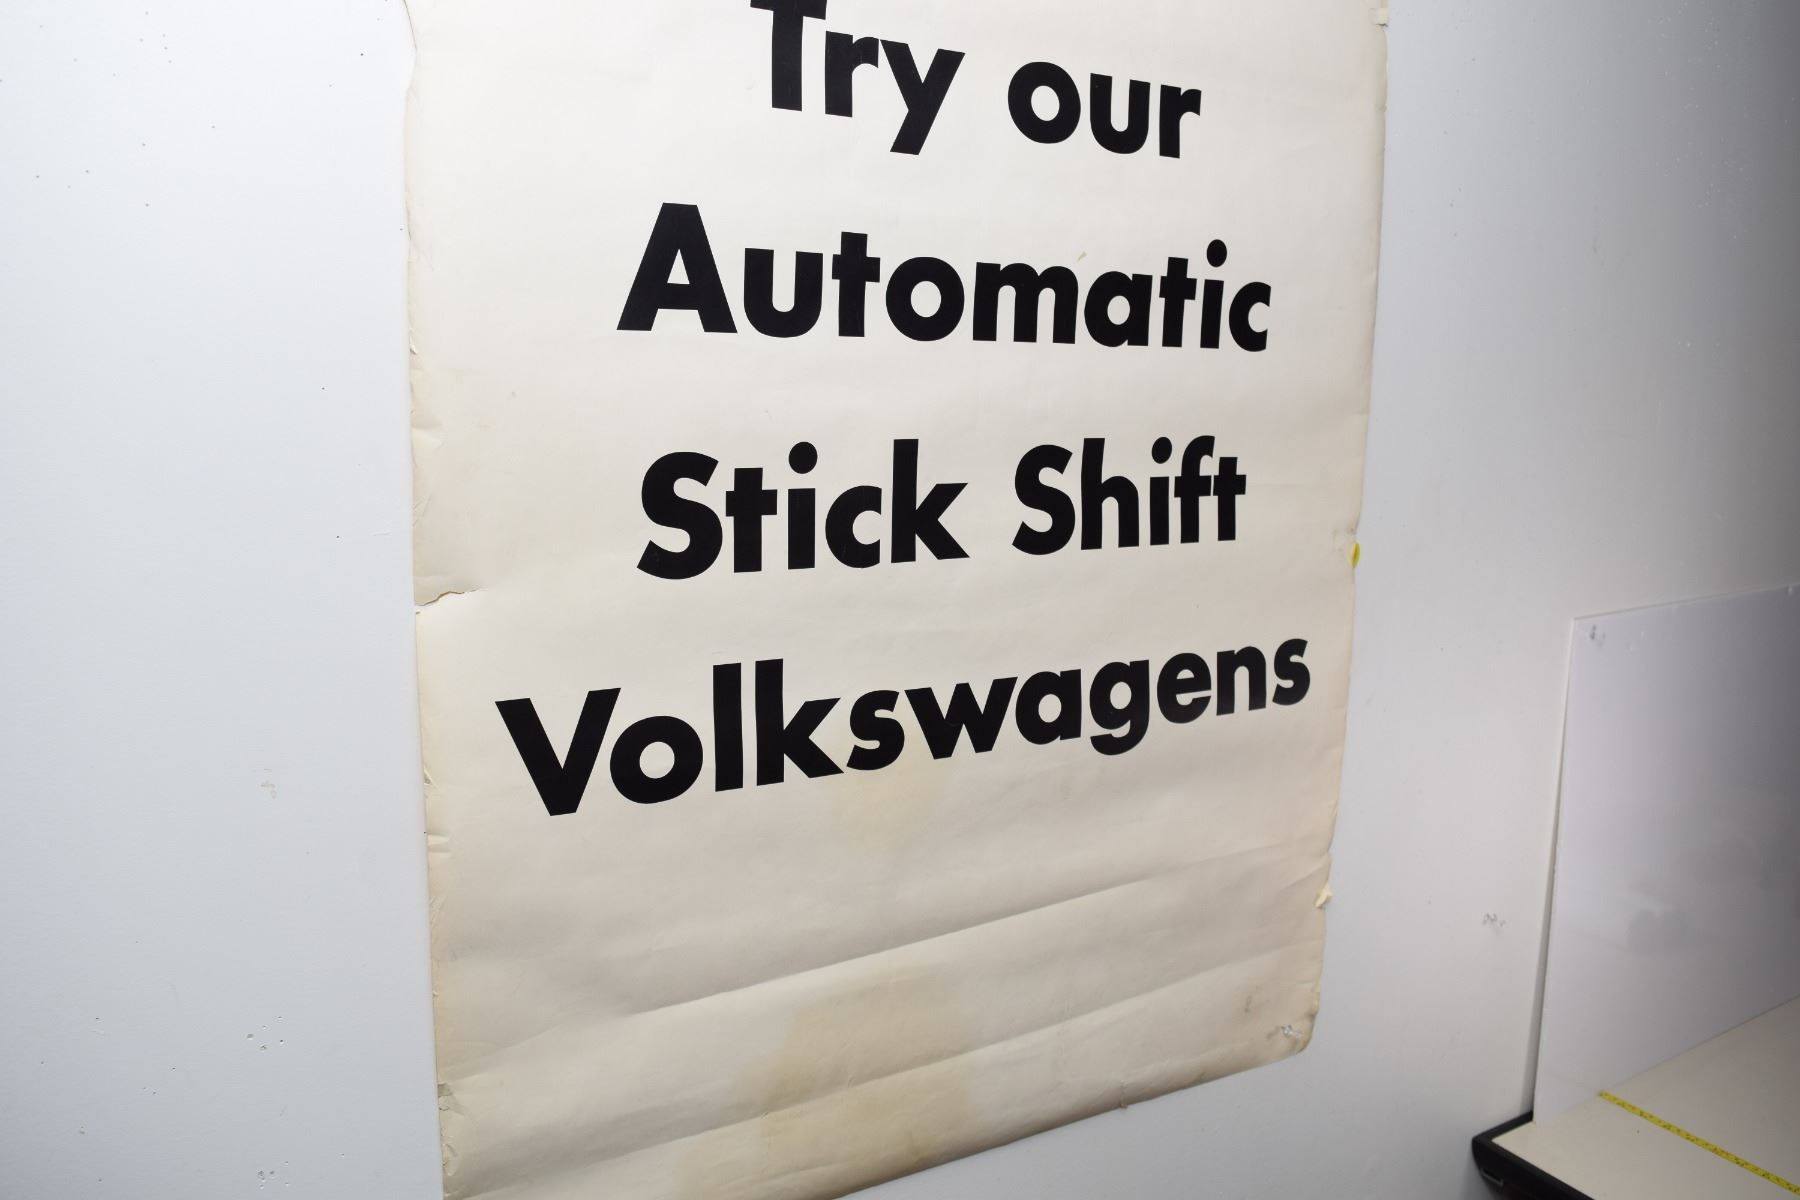 Try our
Automatic
Stick Shift
Volkswagens